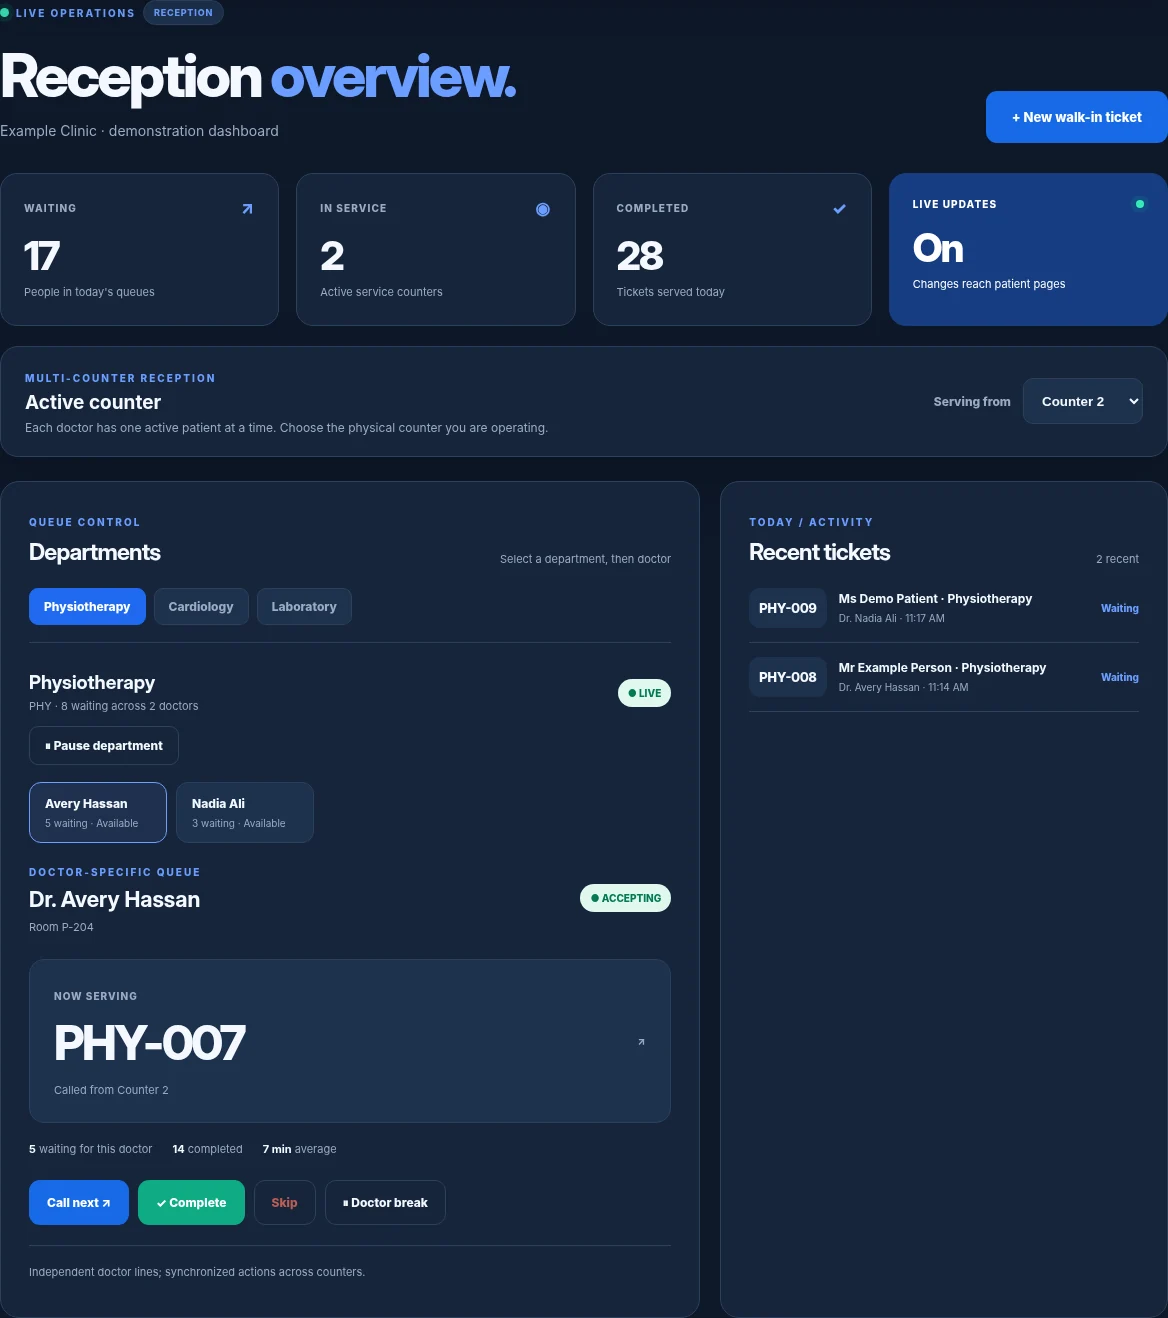 LIVE OPERATIONS RECEPTION
Reception overview.
Example Clinic · demonstration dashboard
+ New walk-in ticket
WAITING
17
People in today's queues
IN SERVICE
2
Active service counters
COMPLETED
28
Tickets served today
LIVE UPDATES
On
Changes reach patient pages
MULTI-COUNTER RECEPTION
Active counter
Each doctor has one active patient at a time. Choose the physical counter you are operating.
Serving from
Counter 2
QUEUE CONTROL
Departments
Select a department, then doctor
Physiotherapy
Cardiology
Laboratory
Physiotherapy
PHY · 8 waiting across 2 doctors
LIVE
Pause department
Avery Hassan
5 waiting · Available
Nadia Ali
3 waiting · Available
DOCTOR-SPECIFIC QUEUE
Dr. Avery Hassan
Room P-204
ACCEPTING
NOW SERVING
PHY-007
Called from Counter 2
5 waiting for this doctor 14 completed 7 min average
Call next ↗
✓ Complete
Skip
Doctor break
Independent doctor lines; synchronized actions across counters.
TODAY / ACTIVITY
Recent tickets
2 recent
PHY-009
Ms Demo Patient · Physiotherapy
Dr. Nadia Ali · 11:17 AM
Waiting
PHY-008
Mr Example Person · Physiotherapy
Dr. Avery Hassan · 11:14 AM
Waiting